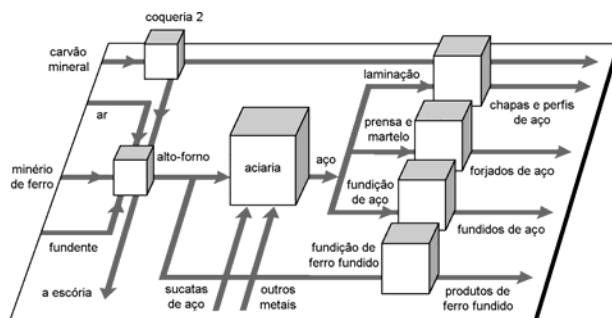 coqueria 2
carvão
mineral
laminação
chapas e perfis
de aço
ar
prensa e
martelo
alto-forno
minério
de ferro
aciaria
aço
forjados de aço
fundição
de aço
fundente
fundidos de aço
fundição de
ferro fundido
a escória
sucatas
de aço
outros
metais
produtos
de ferro fundido